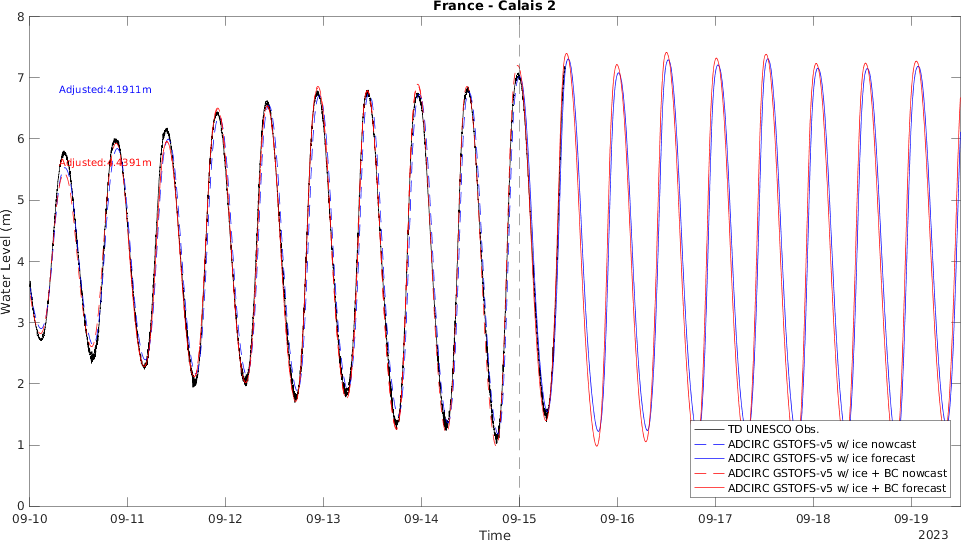 France - Calais 2
8
7
6
5
4
3
2
1
0
Water Level (m)
Adjusted:4.1911m
Adjusted:4.4391m
TD UNESCO Obs.
ADCIRC GSTOFS-v5 w/ ice nowcast
ADCIRC GSTOFS-v5 w/ ice forecast
ADCIRC GSTOFS-v5 w/ ice + BC nowcast
ADCIRC GSTOFS-v5 w/ ice + BC forecast
09-10 09-11 09-12 09-13 09-14 09-15 09-16 09-17 09-18 09-19
Time
2023